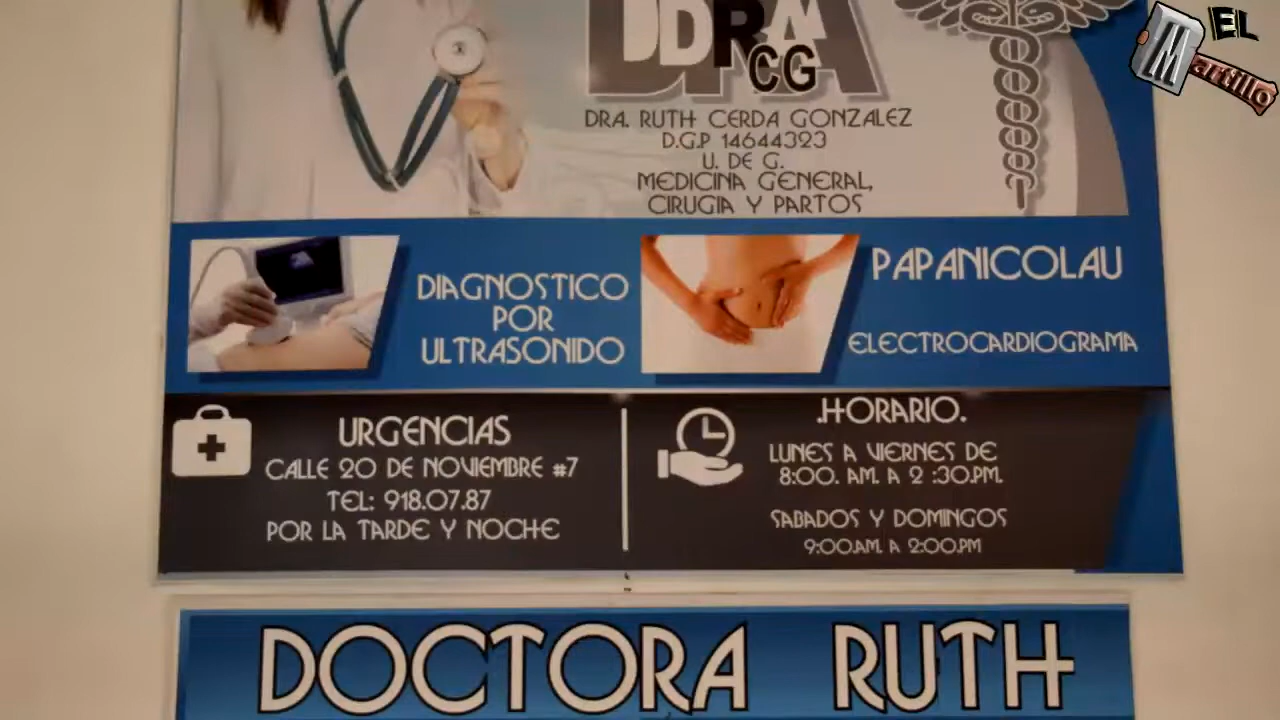 EL
Martillo
DRA
CG
DRA. RUTH CERDA GONZALEZ
D.G.P 14644323
U. DE G.
MEDICINA GENERAL,
CIRUGIA Y PARTOS
DIAGNOSTICO
POR
ULTRASONIDO
PAPANICOLAU
ELECTROCARDIOGRAMA
URGENCIAS
CALLE 20 DE NOVIEMBRE #7
TEL: 918.07.87
POR LA TARDE Y NOCHE
.HORARIO.
LUNES A VIERNES DE
8:00. AM. A 2 :30.PM.
SABADOS Y DOMINGOS
9:00.AM. A 2:00.PM
DOCTORA RUTH